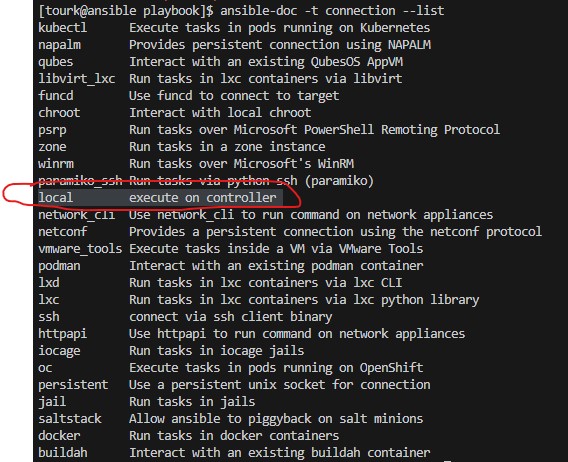 [tourk@ansible playbook]$ ansible-doc -t connection --list
kubectl Execute tasks in pods running on Kubernetes
napalm Provides persistent connection using NAPALM
qubes Interact with an existing QubesOS AppVM
libvirt_lxc Run tasks in lxc containers via libvirt
funcd Use funcd to connect to target
chroot Interact with local chroot
psrp Run tasks over Microsoft PowerShell Remoting Protocol
zone Run tasks in a zone instance
winrm Run tasks over Microsoft's WinRM
paramiko_ssh Run tasks via python ssh (paramiko)
local execute on controller
network_cli Use network_cli to run command on network appliances
netconf Provides a persistent connection using the netconf protocol
vmware_tools Execute tasks inside a VM via VMware Tools
podman Interact with an existing podman container
lxd Run tasks in lxc containers via lxc CLI
lxc Run tasks in lxc containers via lxc python library
ssh connect via ssh client binary
httpapi Use httpapi to run command on network appliances
iocage Run tasks in iocage jails
oc Execute tasks in pods running on OpenShift
persistent Use a persistent unix socket for connection
jail Run tasks in jails
saltstack Allow ansible to piggyback on salt minions
docker Run tasks in docker containers
buildah Interact with an existing buildah container